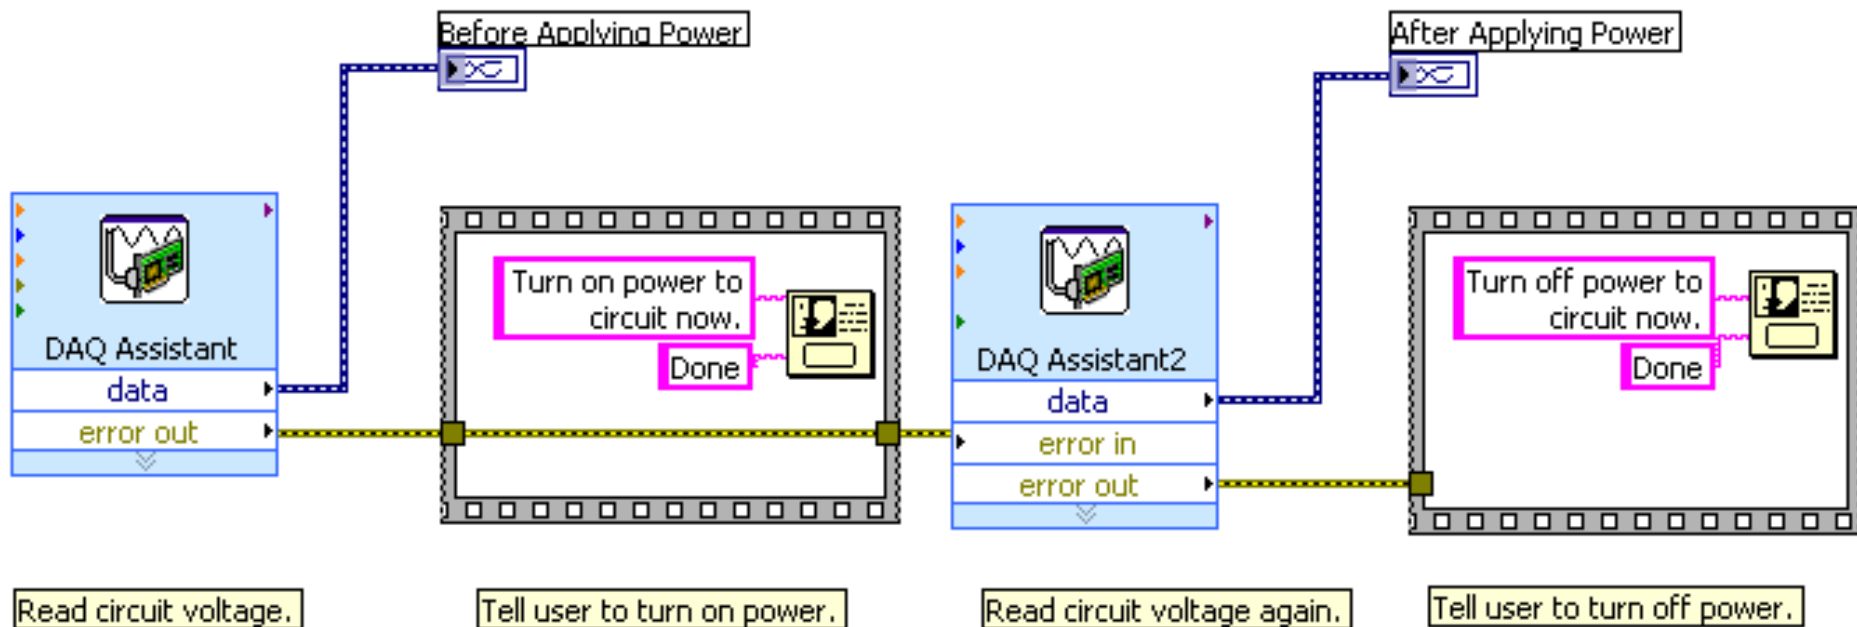 Before Applying Power
After Applying Power
DAQ Assistant
data
error out
Turn on power to
circuit now.
Done
DAQ Assistant2
data
error in
error out
Turn off power to
circuit now.
Done
Read circuit voltage.
Tell user to turn on power.
Read circuit voltage again.
Tell user to turn off power.